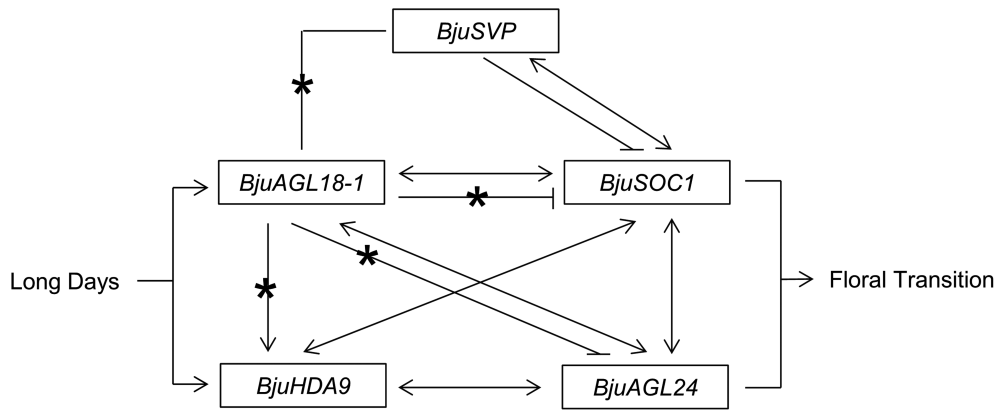 BjuSVP
BjuAGL18-1
BjuSOC1
Long Days
Floral Transition
BjuHDA9
BjuAGL24